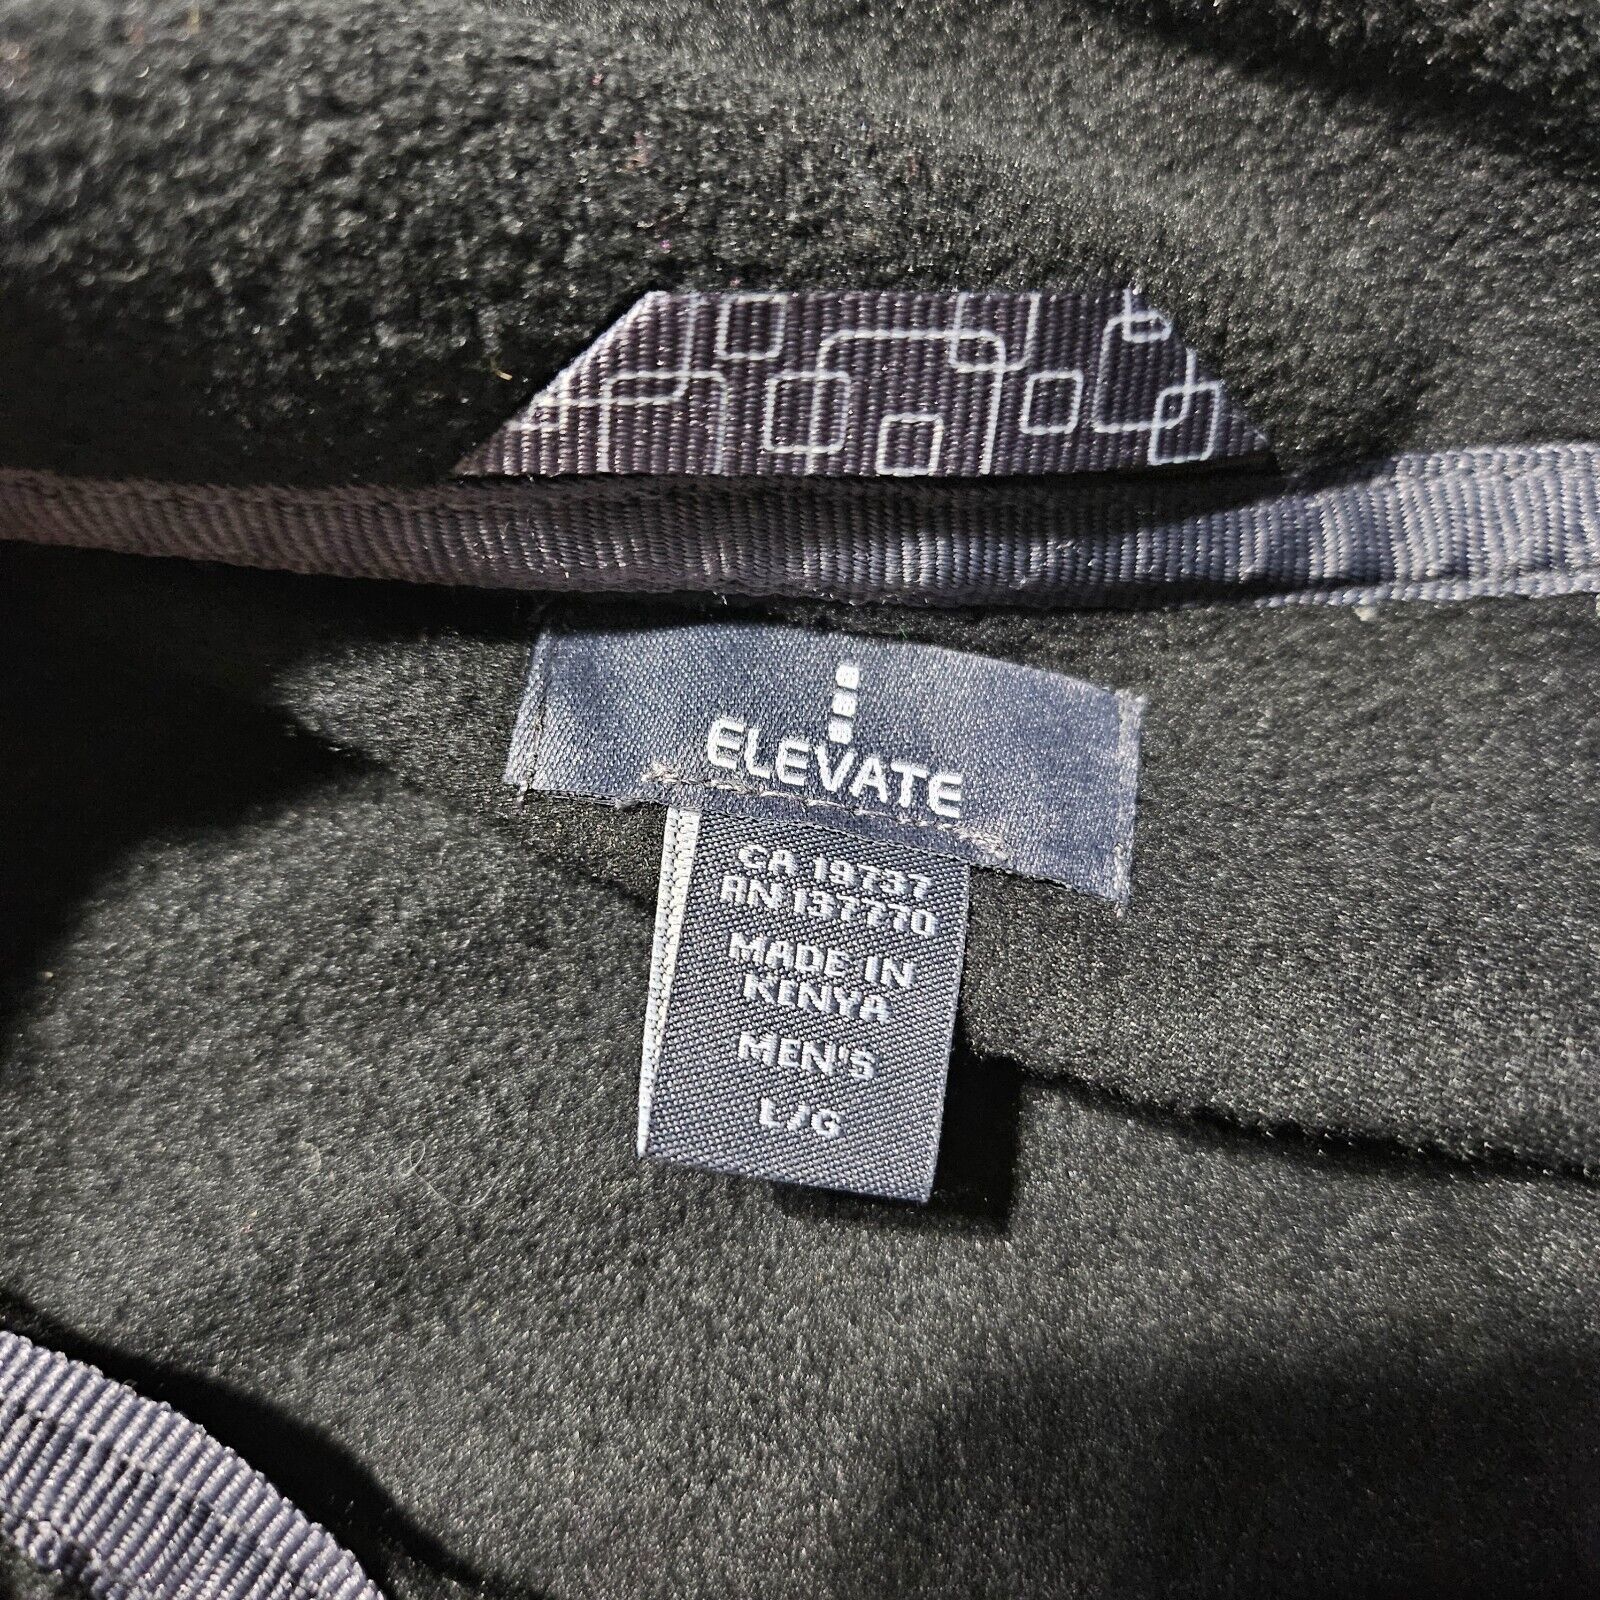 ELEVATE
CA 19737
RN 137770
MADE IN
KENYA
MEN'S
L/G